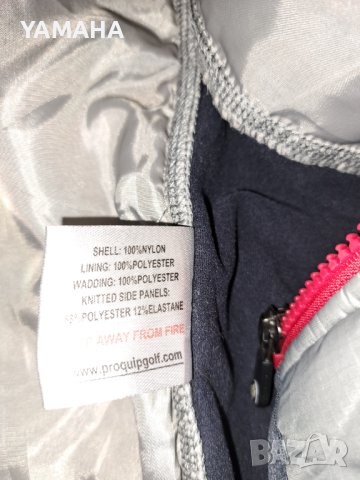 YAMAHA
SHELL: 100%NYLON
LINING: 100%POLYESTER
WADDING: 100%POLYESTER
KNITTED SIDE PANELS:
POLYESTER 12%ELASTANE
AWAY FROM FIRE
www.proquipgolf.com
BAZAR